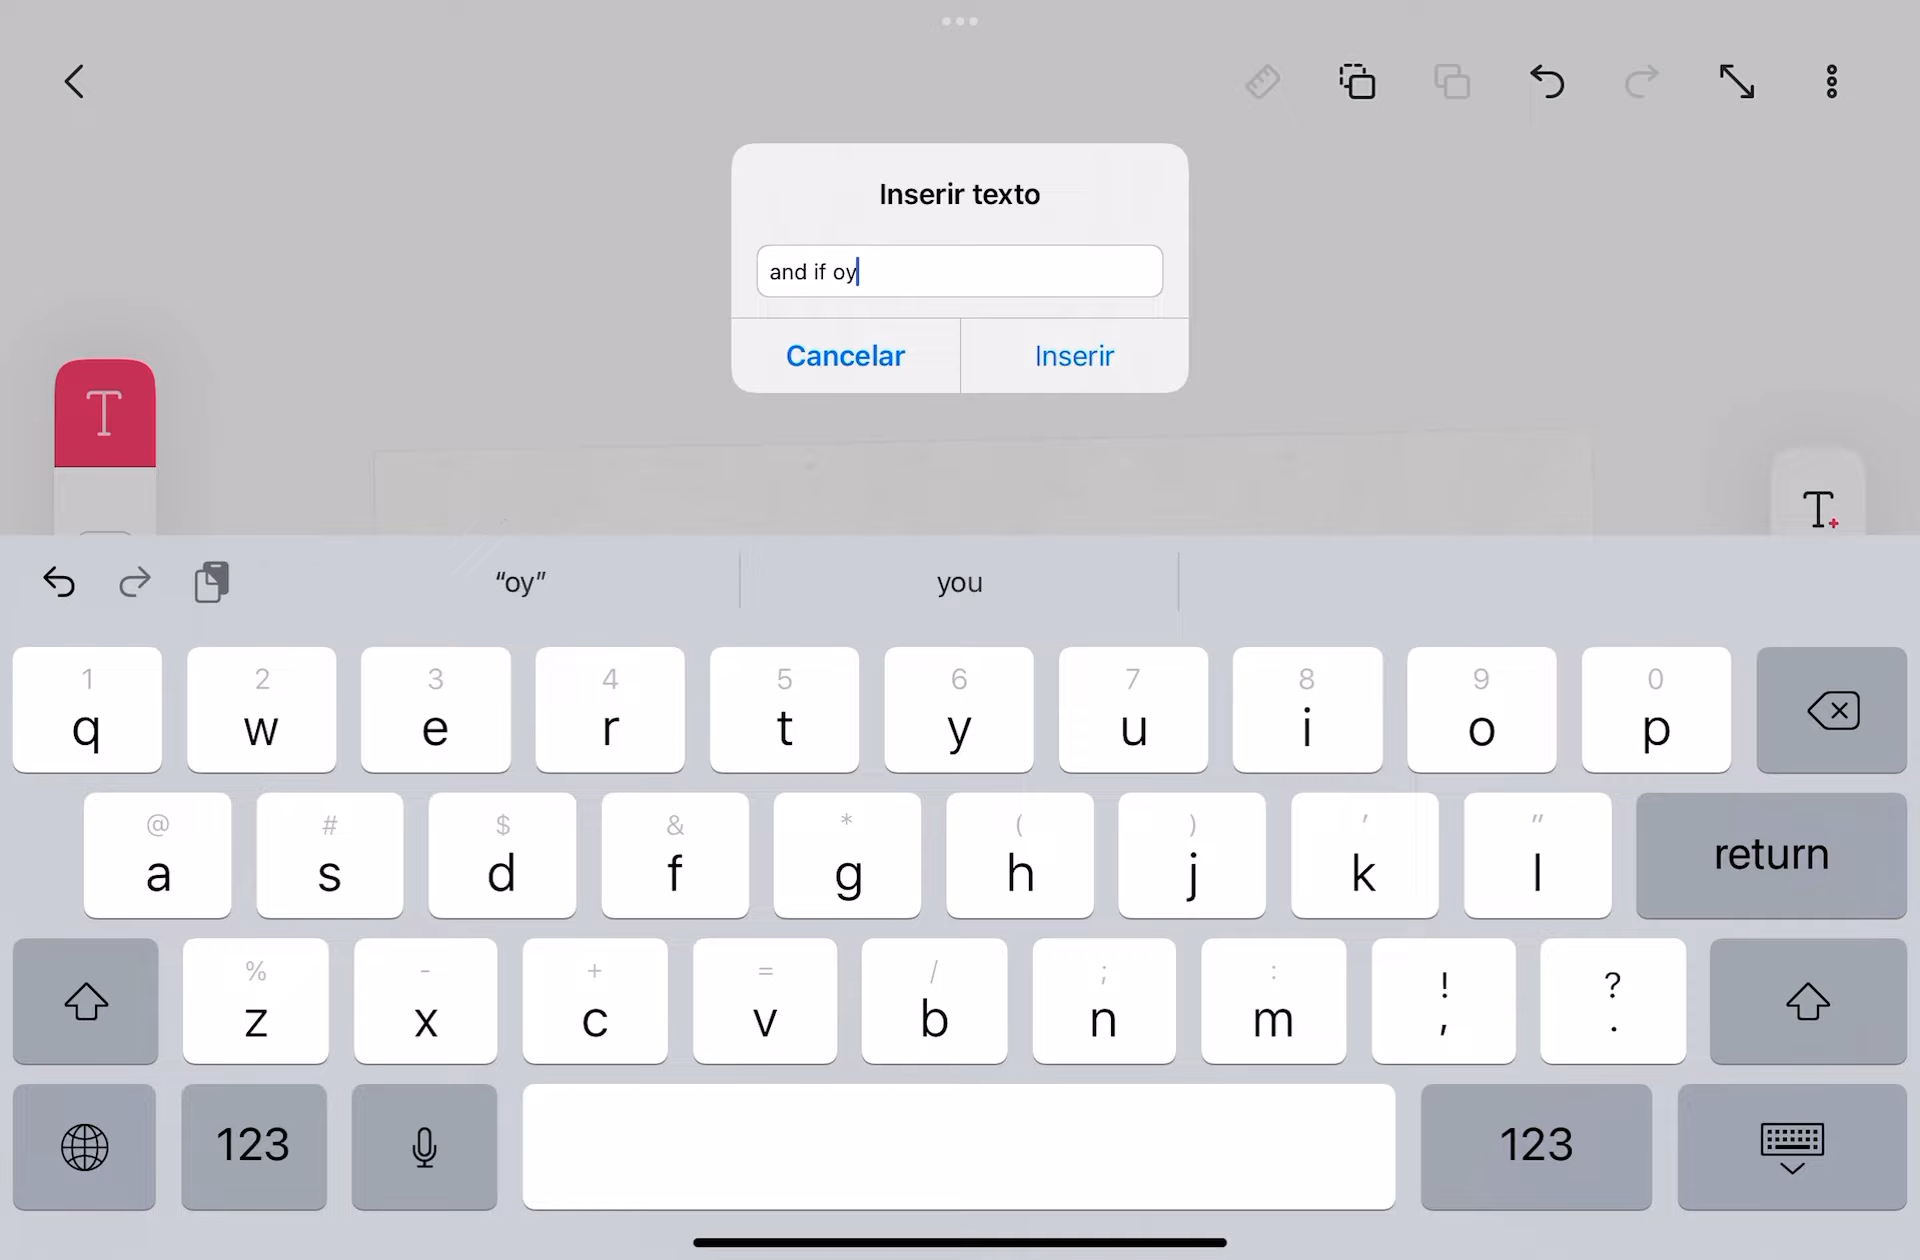 Inserir texto
and if oy
Cancelar Inserir
T
T+
“oy” you
1 2 3 4 5 6 7 8 9 0
q w e r t y u i o p
@ # $ & * ( ) ' "
a s d f g h j k l return
% - + = / ; : ! ?
z x c v b n m , .
123 123